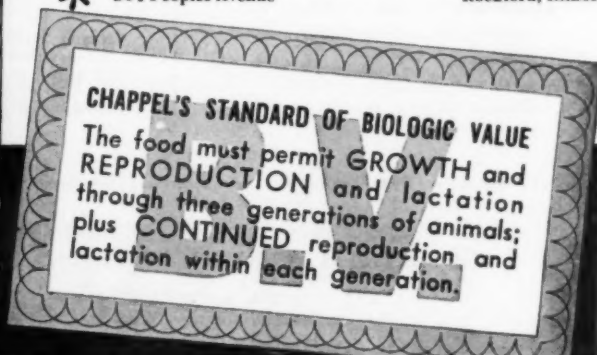 CHAPPEL'S STANDARD OF BIOLOGIC VALUE
The food must permit GROWTH and
REPRODUCTION and lactation
through three generations of animals;
plus CONTINUED reproduction and
lactation within each generation.
B.V.